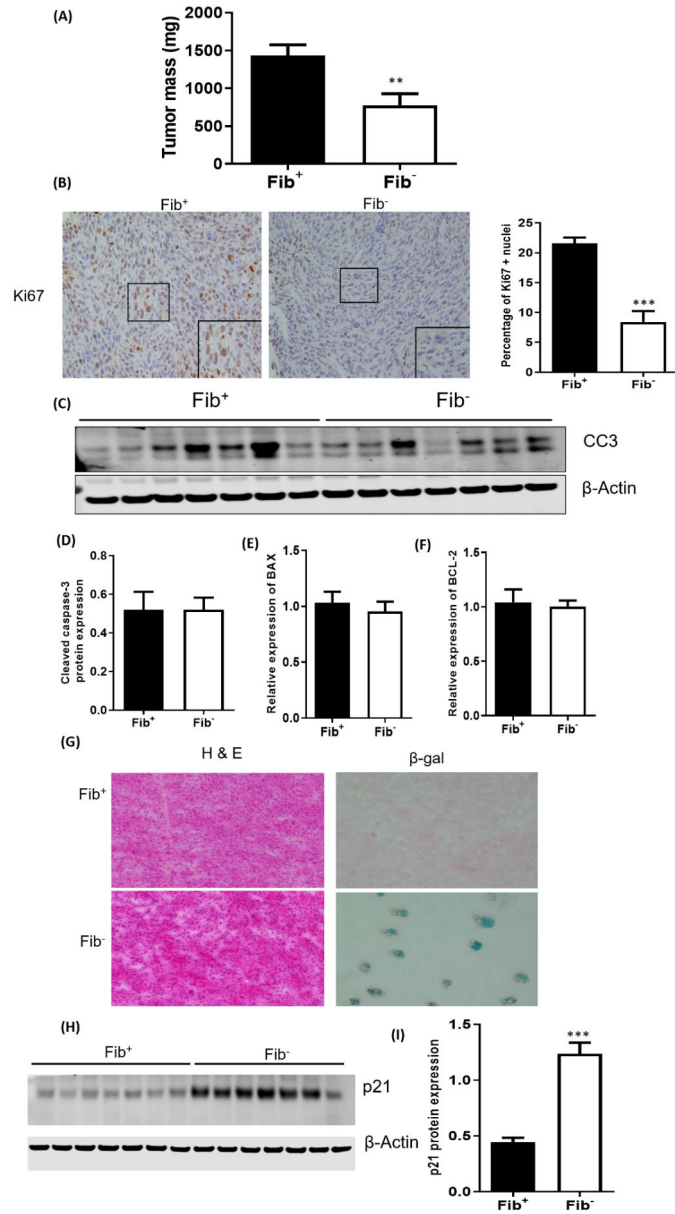 (A)
Tumor mass (mg)
1500
1000
500
0
**
Fib+
Fib-
(B)
Fib+
Fib-
Ki67
Percentage of Ki67 + nuclei
25
20
15
10
5
0
***
Fib+
Fib-
(C)
Fib+
Fib-
CC3
β-Actin
(D)
Cleaved caspase-3
protein expression
0.8
0.6
0.4
0.2
0.0
Fib+
Fib-
(E)
Relative expression of BAX
1.5
1.0
0.5
0.0
Fib+
Fib-
(F)
Relative expression of BCL-2
1.5
1.0
0.5
0.0
Fib+
Fib-
(G)
H & E
β-gal
Fib+
Fib-
(H)
Fib+
Fib-
p21
β-Actin
(I)
p21 protein expression
1.5
1.0
0.5
0.0
***
Fib+
Fib-